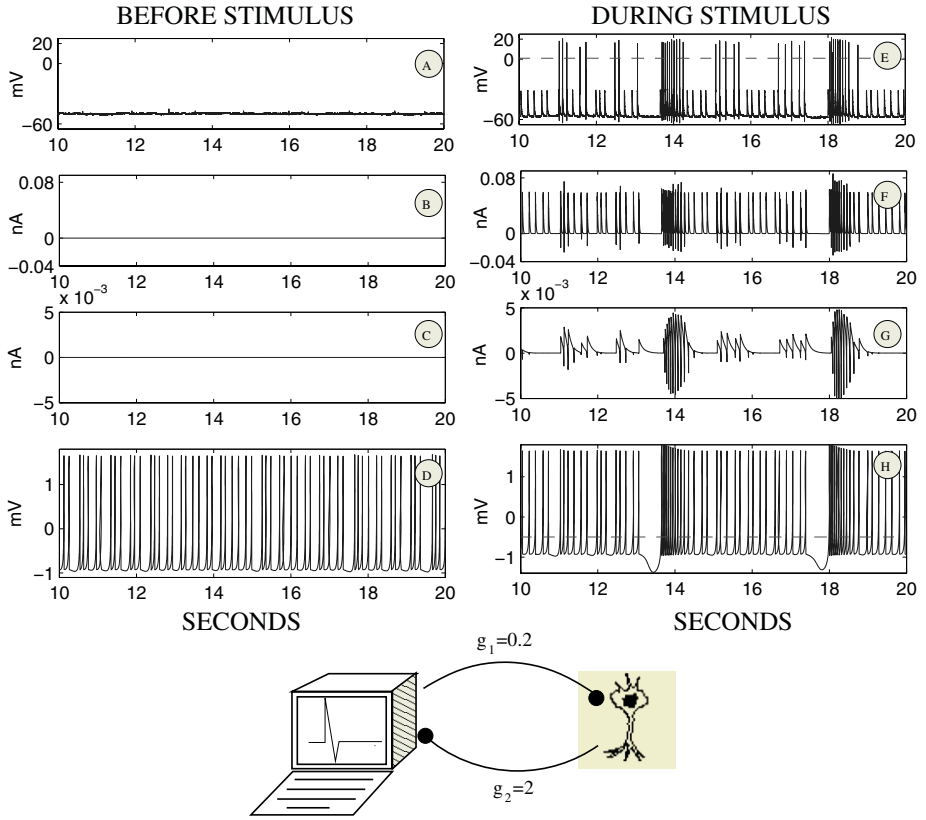 BEFORE STIMULUS
DURING STIMULUS
20
0
−60
mV
A
10 12 14 16 18 20
20
0
−60
mV
E
10 12 14 16 18 20
0.08
0
−0.04
nA
B
10 12 14 16 18 20
0.08
0
−0.04
nA
F
10 12 14 16 18 20
x 10−3
5
0
−5
nA
C
10 12 14 16 18 20
x 10−3
5
0
−5
nA
G
10 12 14 16 18 20
1
0
−1
mV
D
10 12 14 16 18 20
1
0
−1
mV
H
10 12 14 16 18 20
SECONDS
SECONDS
g1=0.2
g2=2